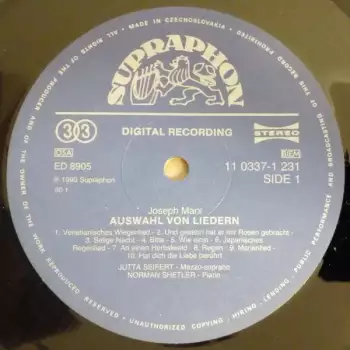 • MADE IN CZECHOSLOVAKIA •
ALL RIGHTS OF THE PRODUCER AND OF THE OWNER OF THE WORK REPRODUCED RESERVED • UNAUTHORIZED COPYING, HIRING, LENDING, PUBLIC PERFORMANCE AND BROADCASTING OF THIS RECORD PROHIBITED
SUPRAPHON
33
DIGITAL RECORDING
STEREO
OSA
BIEM
ED 8905
11 0337-1 231
Supraphon
SIDE 1
Joseph Marx
AUSWAHL VON LIEDERN
1. Venetianisches Wiegenlied - 2. Und gestern hat er mir Rosen gebracht -
3. Selige Nacht - 4. Bitte - 5. Wie einst - 6. Japanisches
Regenlied - 7. An einen Herbstwald - 8. Regen - 9. Marienlied -
10. Hat dich die Liebe berührt
JUTTA SEIFERT - Mezzo-soprano
NORMAN SHETLER - Piano